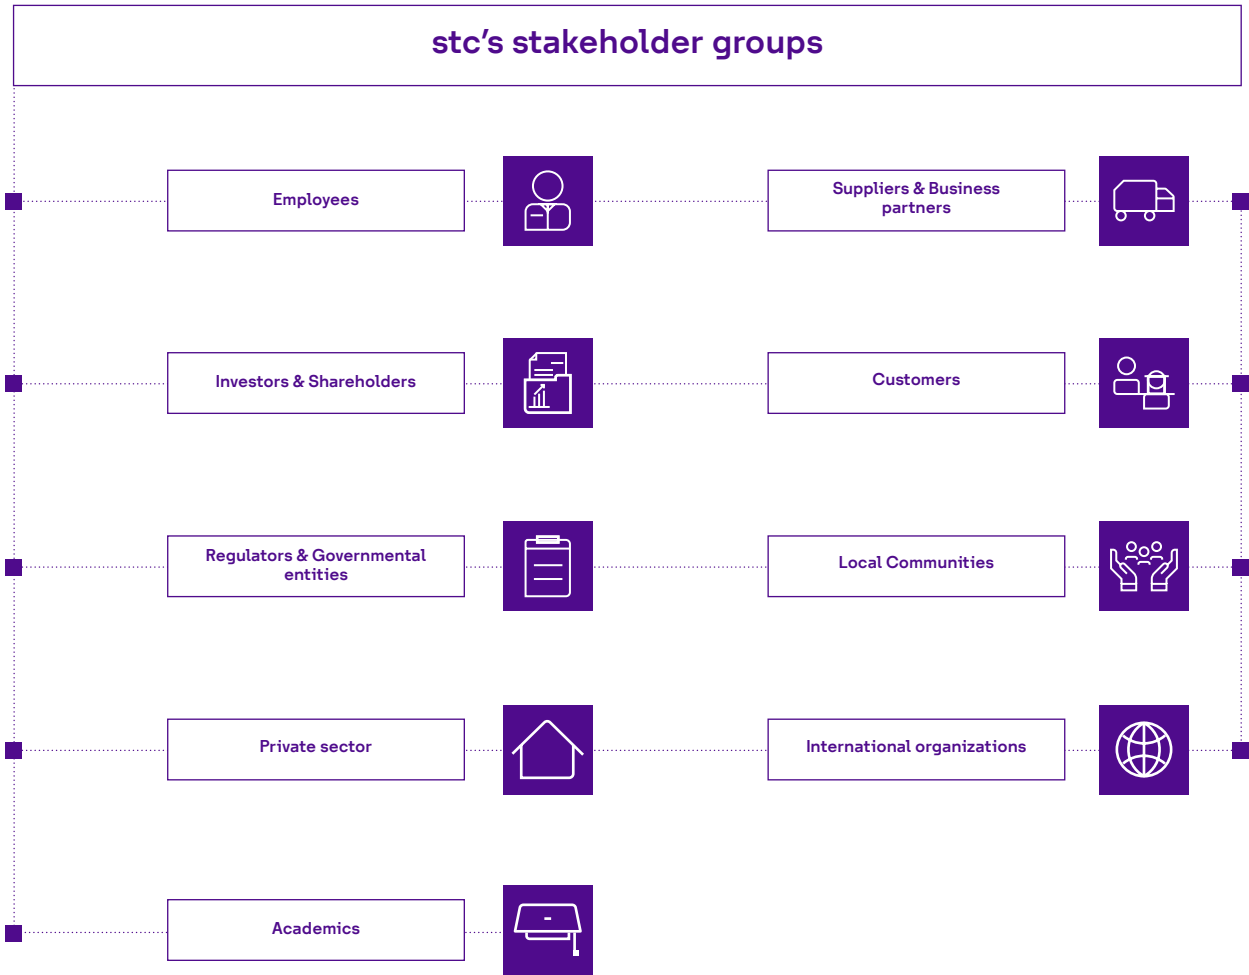 stc's stakeholder groups
Employees
Suppliers & Business
partners
Investors & Shareholders
Customers
Regulators & Governmental
entities
Local Communities
Private sector
International organizations
Academics